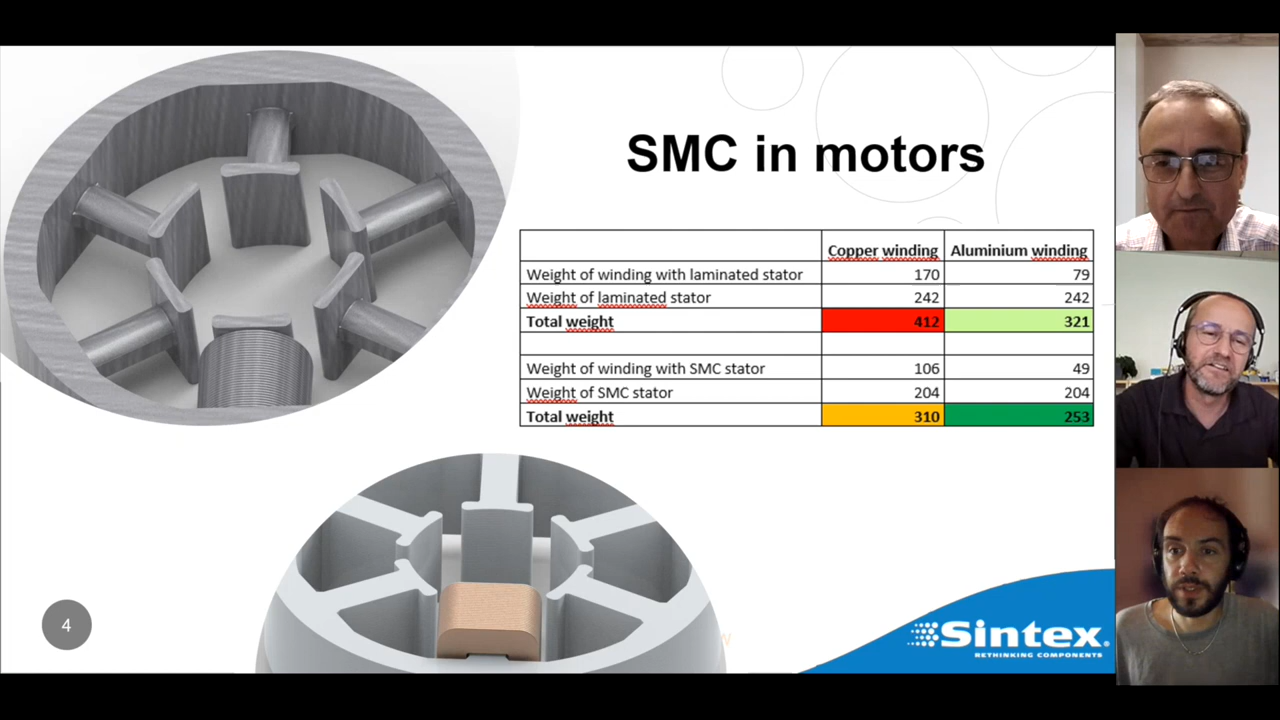 SMC in motors
Copper winding Aluminium winding
Weight of winding with laminated stator 170 79
Weight of laminated stator 242 242
Total weight 412 321
Weight of winding with SMC stator 106 49
Weight of SMC stator 204 204
Total weight 310 253
4
Sintex®
RETHINKING COMPONENTS